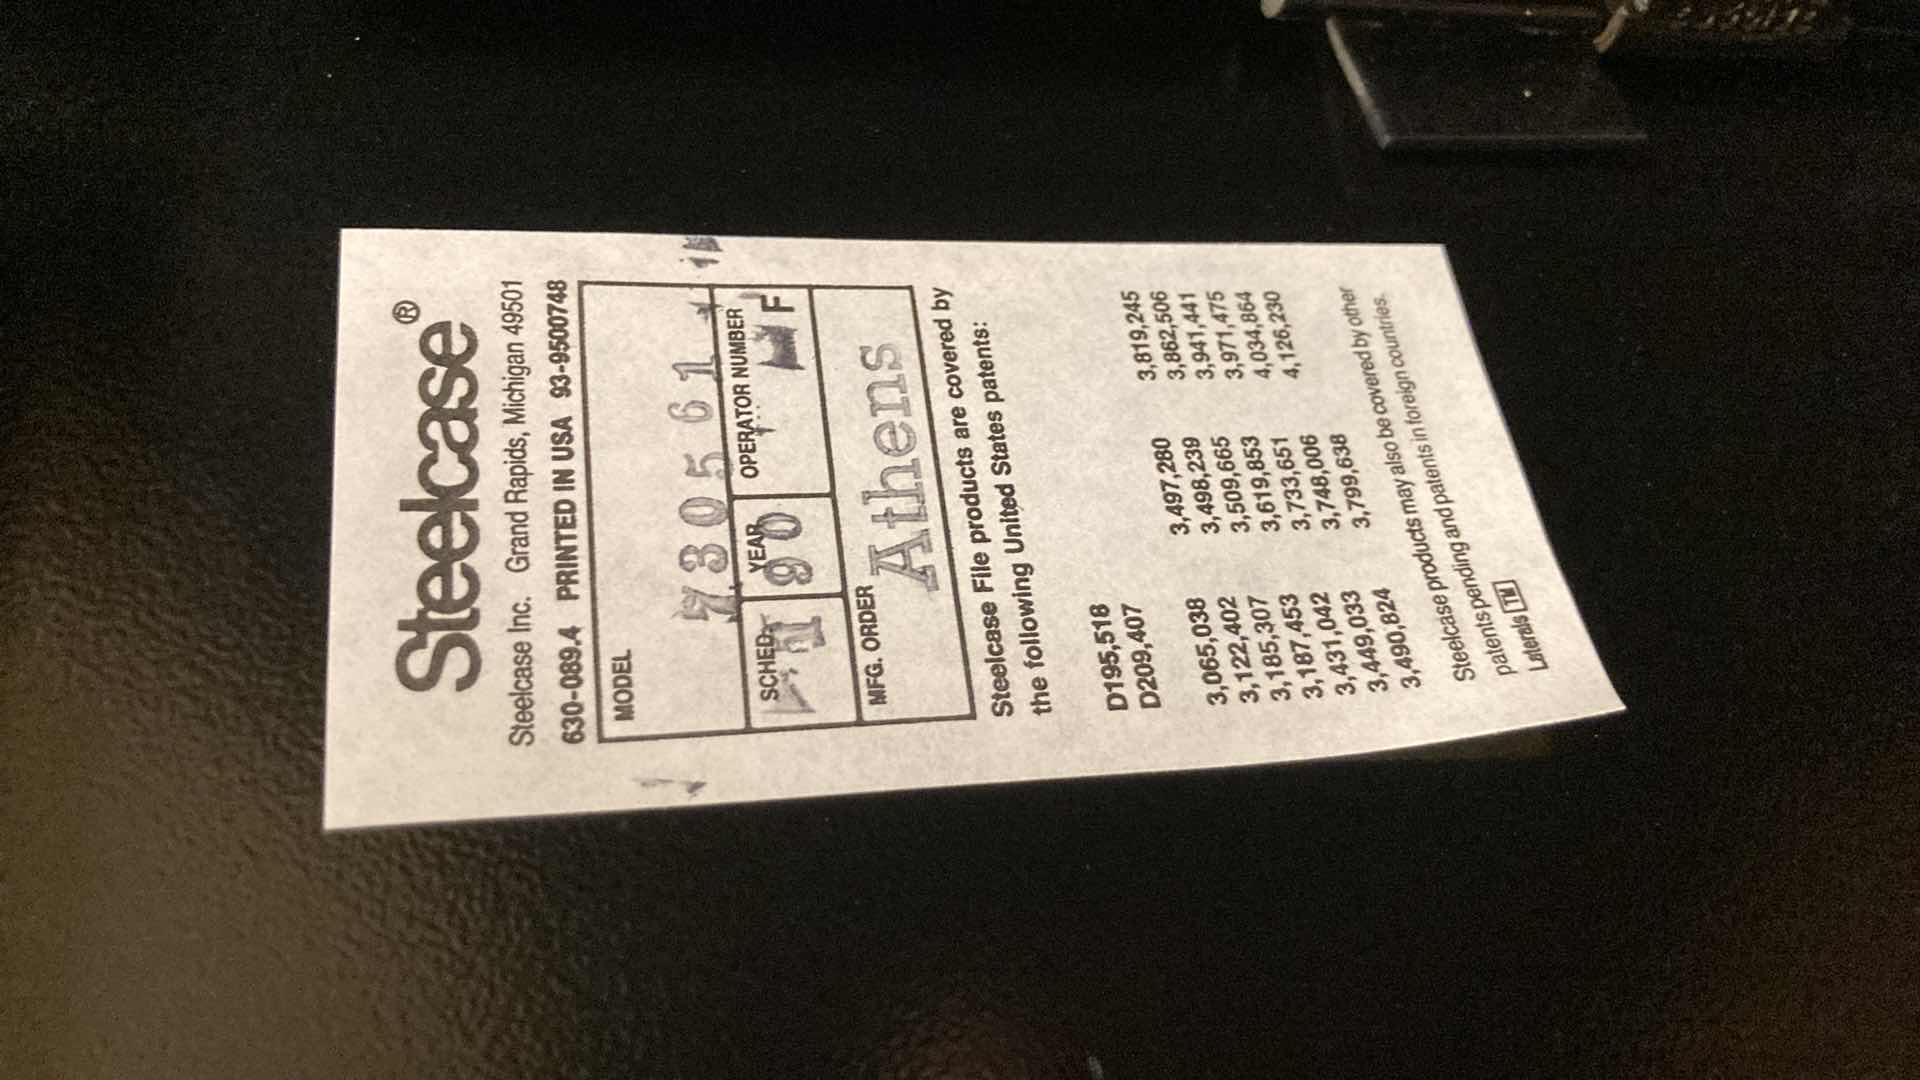 Steelcase®
Steelcase Inc. Grand Rapids, Michigan 49501
630-089.4 PRINTED IN USA 93-9500748
MODEL
7305 61
SCHED. YEAR OPERATOR NUMBER
90 F
MFG. ORDER
Athens
Steelcase File products are covered by
the following United States patents:
D195,518
D209,407
3,065,038 3,497,280 3,819,245
3,122,402 3,498,239 3,862,506
3,185,307 3,509,665 3,941,441
3,187,453 3,619,853 3,971,475
3,431,042 3,733,651 4,034,864
3,449,033 3,748,006 4,126,230
3,490,824 3,799,638
Steelcase products may also be covered by other
patents pending and patents in foreign countries.
Laterals TM